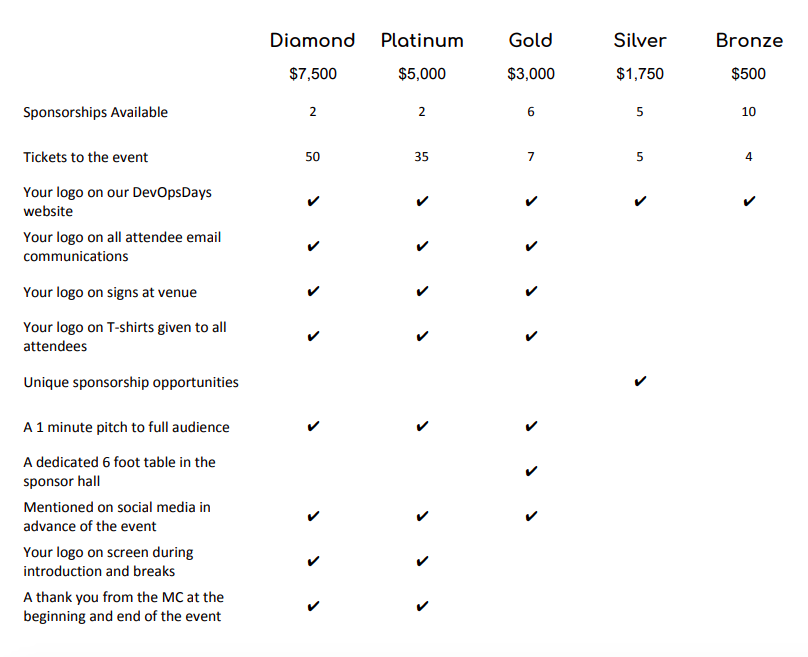 Diamond Platinum Gold Silver Bronze
$7,500 $5,000 $3,000 $1,750 $500
Sponsorships Available 2 2 6 5 10
Tickets to the event 50 35 7 5 4
Your logo on our DevOpsDays
website ✔ ✔ ✔ ✔ ✔
Your logo on all attendee email
communications ✔ ✔ ✔
Your logo on signs at venue ✔ ✔ ✔
Your logo on T-shirts given to all
attendees ✔ ✔ ✔
Unique sponsorship opportunities ✔
A 1 minute pitch to full audience ✔ ✔ ✔
A dedicated 6 foot table in the
sponsor hall ✔
Mentioned on social media in
advance of the event ✔ ✔ ✔
Your logo on screen during
introduction and breaks ✔ ✔
A thank you from the MC at the
beginning and end of the event ✔ ✔